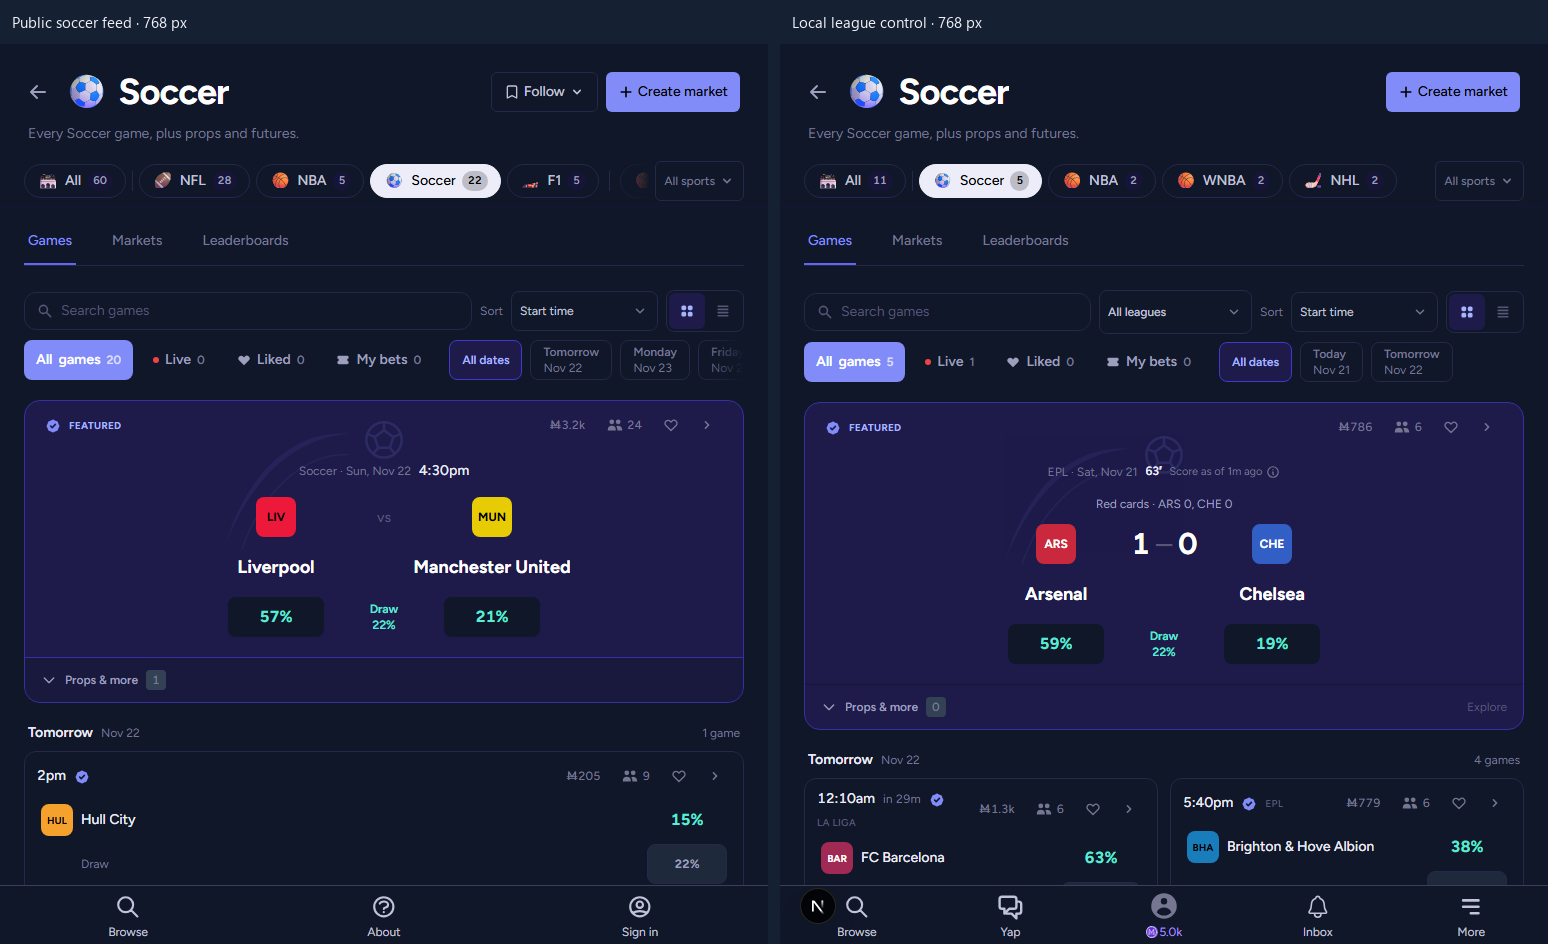 Public soccer feed · 768 px
Soccer
Follow
Create market
Every Soccer game, plus props and futures.
All 60
NFL 28
NBA 5
Soccer 22
F1 5
All sports
Games
Markets
Leaderboards
Search games
Sort
Start time
All games 20
Live 0
Liked 0
My bets 0
All dates
Tomorrow
Nov 22
Monday
Nov 23
FEATURED
3.2k
24
Soccer · Sun, Nov 22 4:30pm
LIV
VS
MUN
Liverpool
Manchester United
57%
Draw
22%
21%
Props & more 1
Tomorrow Nov 22
1 game
2pm
Ṁ205
9
HUL
Hull City
15%
Draw
22%
Browse
About
Sign in
Local league control · 768 px
Soccer
Create market
Every Soccer game, plus props and futures.
All 11
Soccer 5
NBA 2
WNBA 2
NHL 2
All sports
Games
Markets
Leaderboards
Search games
All leagues
Sort
Start time
All games 5
Live 1
Liked 0
My bets 0
All dates
Today
Nov 21
Tomorrow
Nov 22
FEATURED
Ṁ786
6
EPL · Sat, Nov 21 63′ Score as of 1m ago
Red cards · ARS 0, CHE 0
ARS
1 — 0
CHE
Arsenal
Chelsea
59%
Draw
22%
19%
Props & more 0
Explore
Tomorrow Nov 22
4 games
12:10am in 29m
Ṁ1.3k
6
LA LIGA
BAR
FC Barcelona
63%
5:40pm
EPL
Ṁ779
6
BHA
Brighton & Hove Albion
38%
N
Browse
Yap
5.0k
Inbox
More